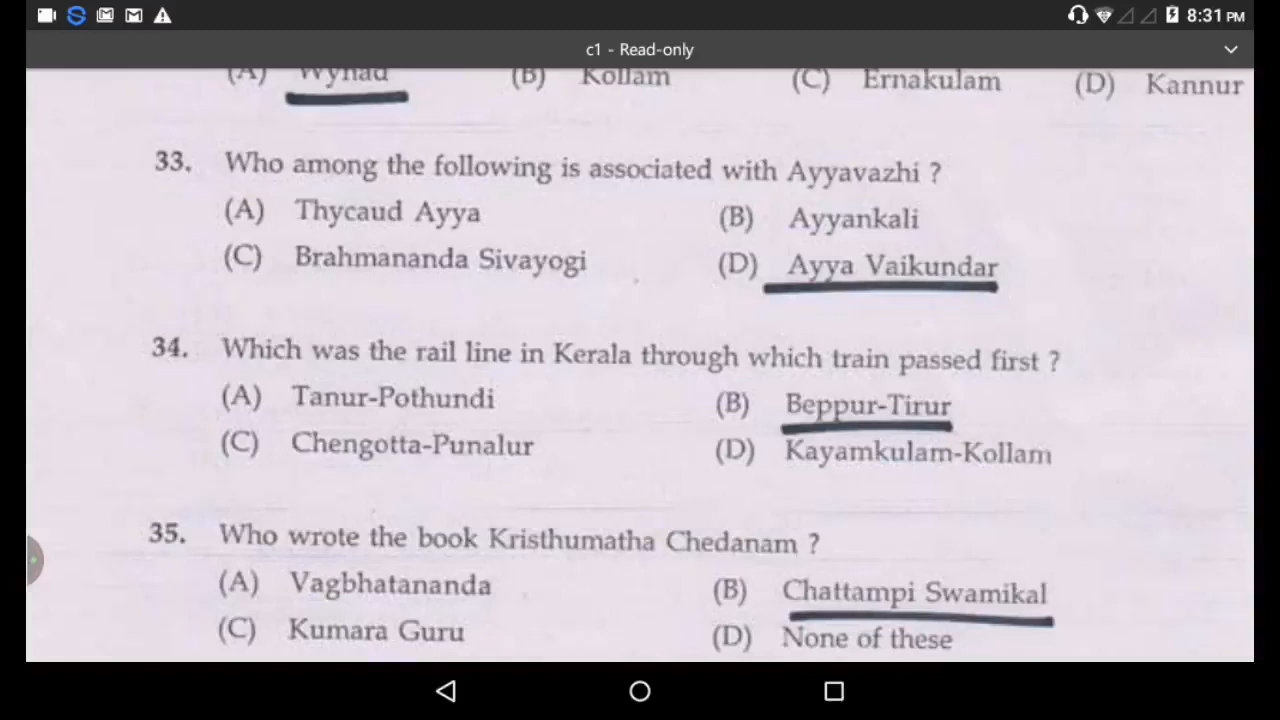 8:31 PM
c1 - Read-only
(A) Wynad (B) Kollam (C) Ernakulam (D) Kannur
33. Who among the following is associated with Ayyavazhi ?
(A) Thycaud Ayya (B) Ayyankali
(C) Brahmananda Sivayogi (D) Ayya Vaikundar
34. Which was the rail line in Kerala through which train passed first ?
(A) Tanur-Pothundi (B) Beppur-Tirur
(C) Chengotta-Punalur (D) Kayamkulam-Kollam
35. Who wrote the book Kristhumatha Chedanam ?
(A) Vagbhatananda (B) Chattampi Swamikal
(C) Kumara Guru (D) None of these